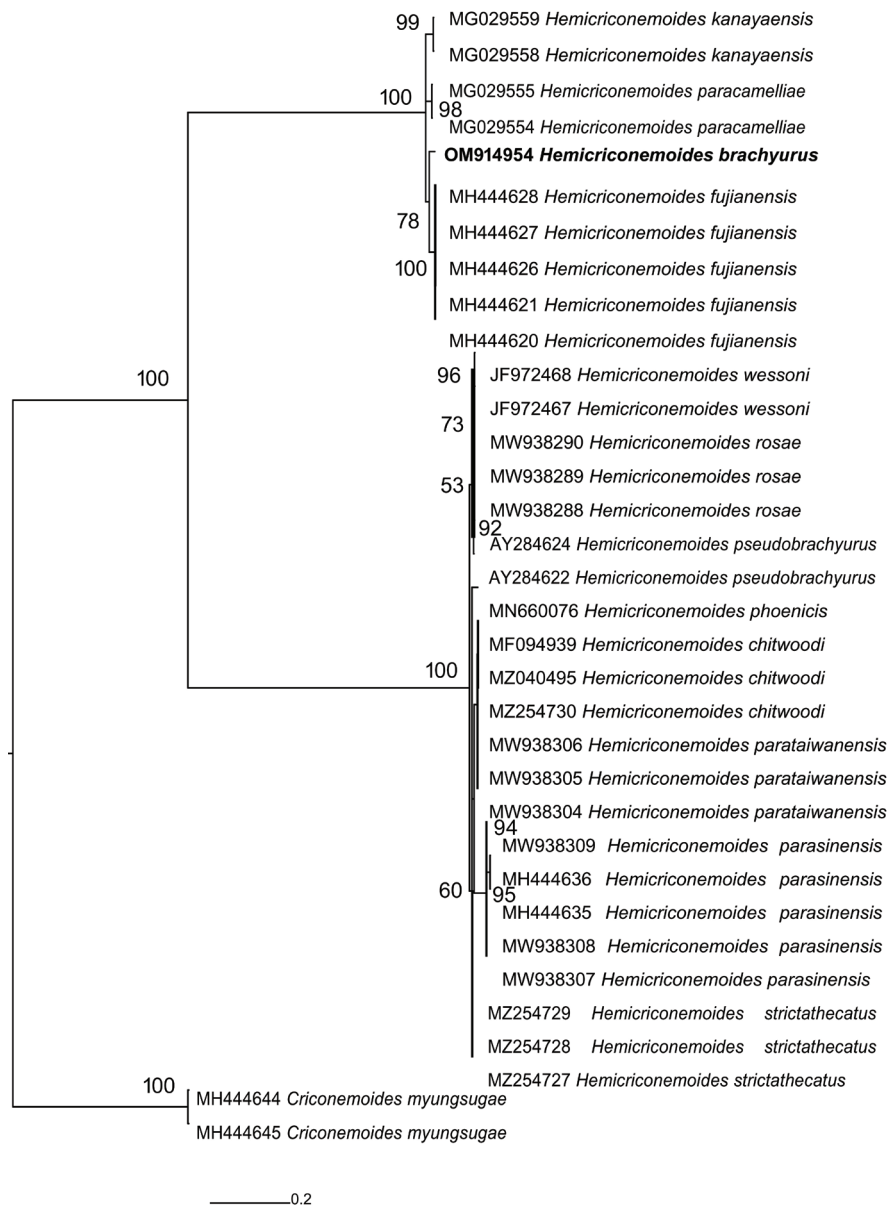 99
MG029559 Hemicriconemoides kanayaensis
MG029558 Hemicriconemoides kanayaensis
MG029555 Hemicriconemoides paracamelliae
100
98
MG029554 Hemicriconemoides paracamelliae
OM914954 Hemicriconemoides brachyurus
MH444628 Hemicriconemoides fujianensis
78
MH444627 Hemicriconemoides fujianensis
100
MH444626 Hemicriconemoides fujianensis
MH444621 Hemicriconemoides fujianensis
MH444620 Hemicriconemoides fujianensis
100
96
JF972468 Hemicriconemoides wessoni
JF972467 Hemicriconemoides wessoni
73
MW938290 Hemicriconemoides rosae
MW938289 Hemicriconemoides rosae
53
MW938288 Hemicriconemoides rosae
92
AY284624 Hemicriconemoides pseudobrachyurus
AY284622 Hemicriconemoides pseudobrachyurus
MN660076 Hemicriconemoides phoenicis
MF094939 Hemicriconemoides chitwoodi
100
MZ040495 Hemicriconemoides chitwoodi
MZ254730 Hemicriconemoides chitwoodi
MW938306 Hemicriconemoides parataiwanensis
MW938305 Hemicriconemoides parataiwanensis
MW938304 Hemicriconemoides parataiwanensis
94
MW938309 Hemicriconemoides parasinensis
MH444636 Hemicriconemoides parasinensis
60
95
MH444635 Hemicriconemoides parasinensis
MW938308 Hemicriconemoides parasinensis
MW938307 Hemicriconemoides parasinensis
MZ254729 Hemicriconemoides strictathecatus
MZ254728 Hemicriconemoides strictathecatus
MZ254727 Hemicriconemoides strictathecatus
100
MH444644 Criconemoides myungsugae
MH444645 Criconemoides myungsugae
0.2